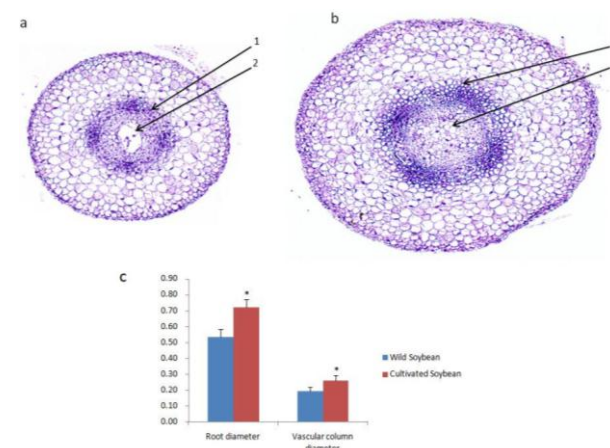 a
b
1
2
c
0.90
0.80
0.70
0.60
0.50
0.40
0.30
0.20
0.10
0.00
*
*
Wild Soybean
Cultivated Soybean
Root diameter
Vascular column
diameter